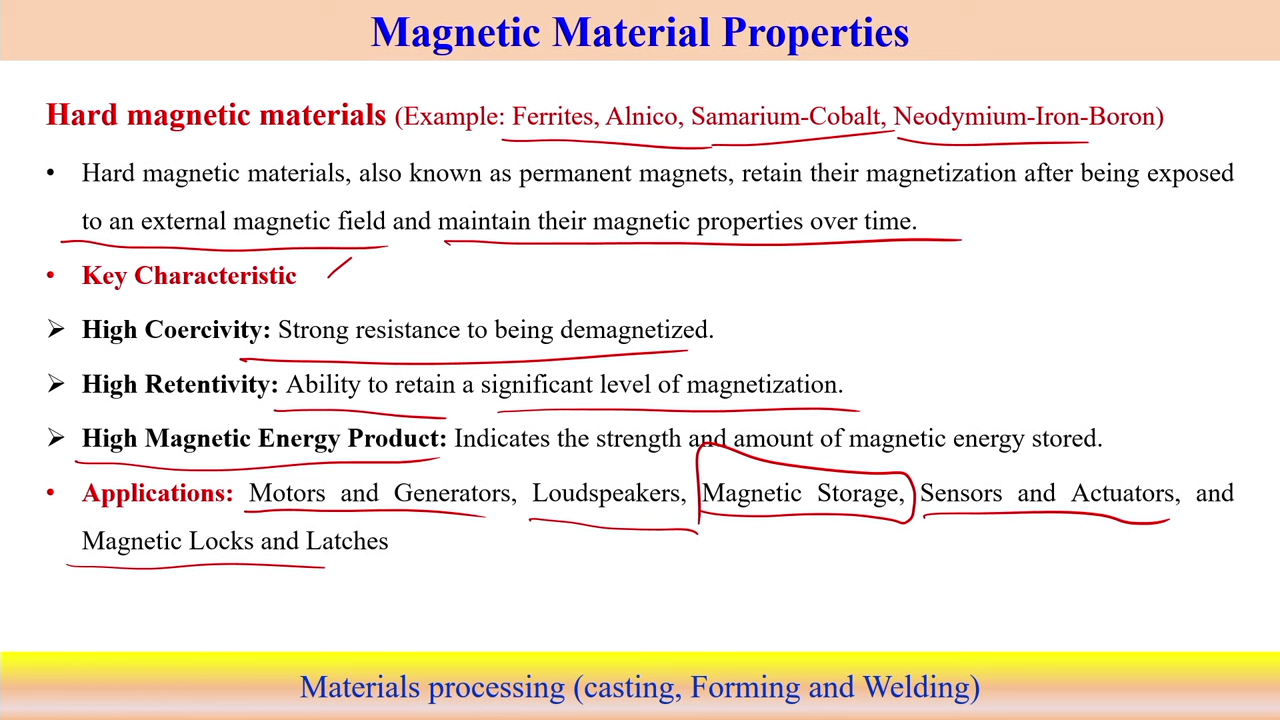 Magnetic Material Properties
Hard magnetic materials (Example: Ferrites, Alnico, Samarium-Cobalt, Neodymium-Iron-Boron)
• Hard magnetic materials, also known as permanent magnets, retain their magnetization after being exposed
to an external magnetic field and maintain their magnetic properties over time.
• Key Characteristic
➢ High Coercivity: Strong resistance to being demagnetized.
➢ High Retentivity: Ability to retain a significant level of magnetization.
➢ High Magnetic Energy Product: Indicates the strength and amount of magnetic energy stored.
• Applications: Motors and Generators, Loudspeakers, Magnetic Storage, Sensors and Actuators, and
Magnetic Locks and Latches
Materials processing (casting, Forming and Welding)